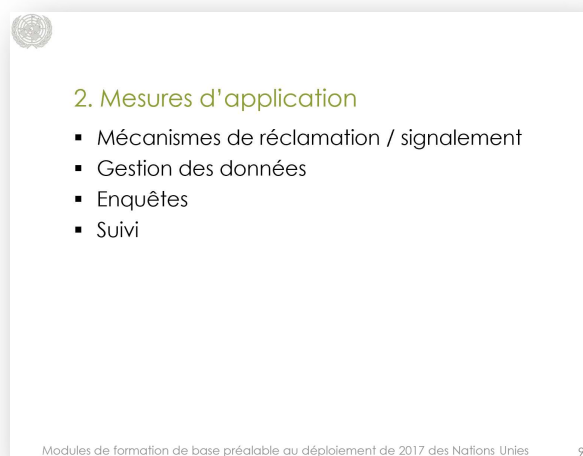 2. Mesures d'application
▪ Mécanismes de réclamation / signalement
▪ Gestion des données
▪ Enquêtes
▪ Suivi
Modules de formation de base préalable au déploiement de 2017 des Nations Unies
9